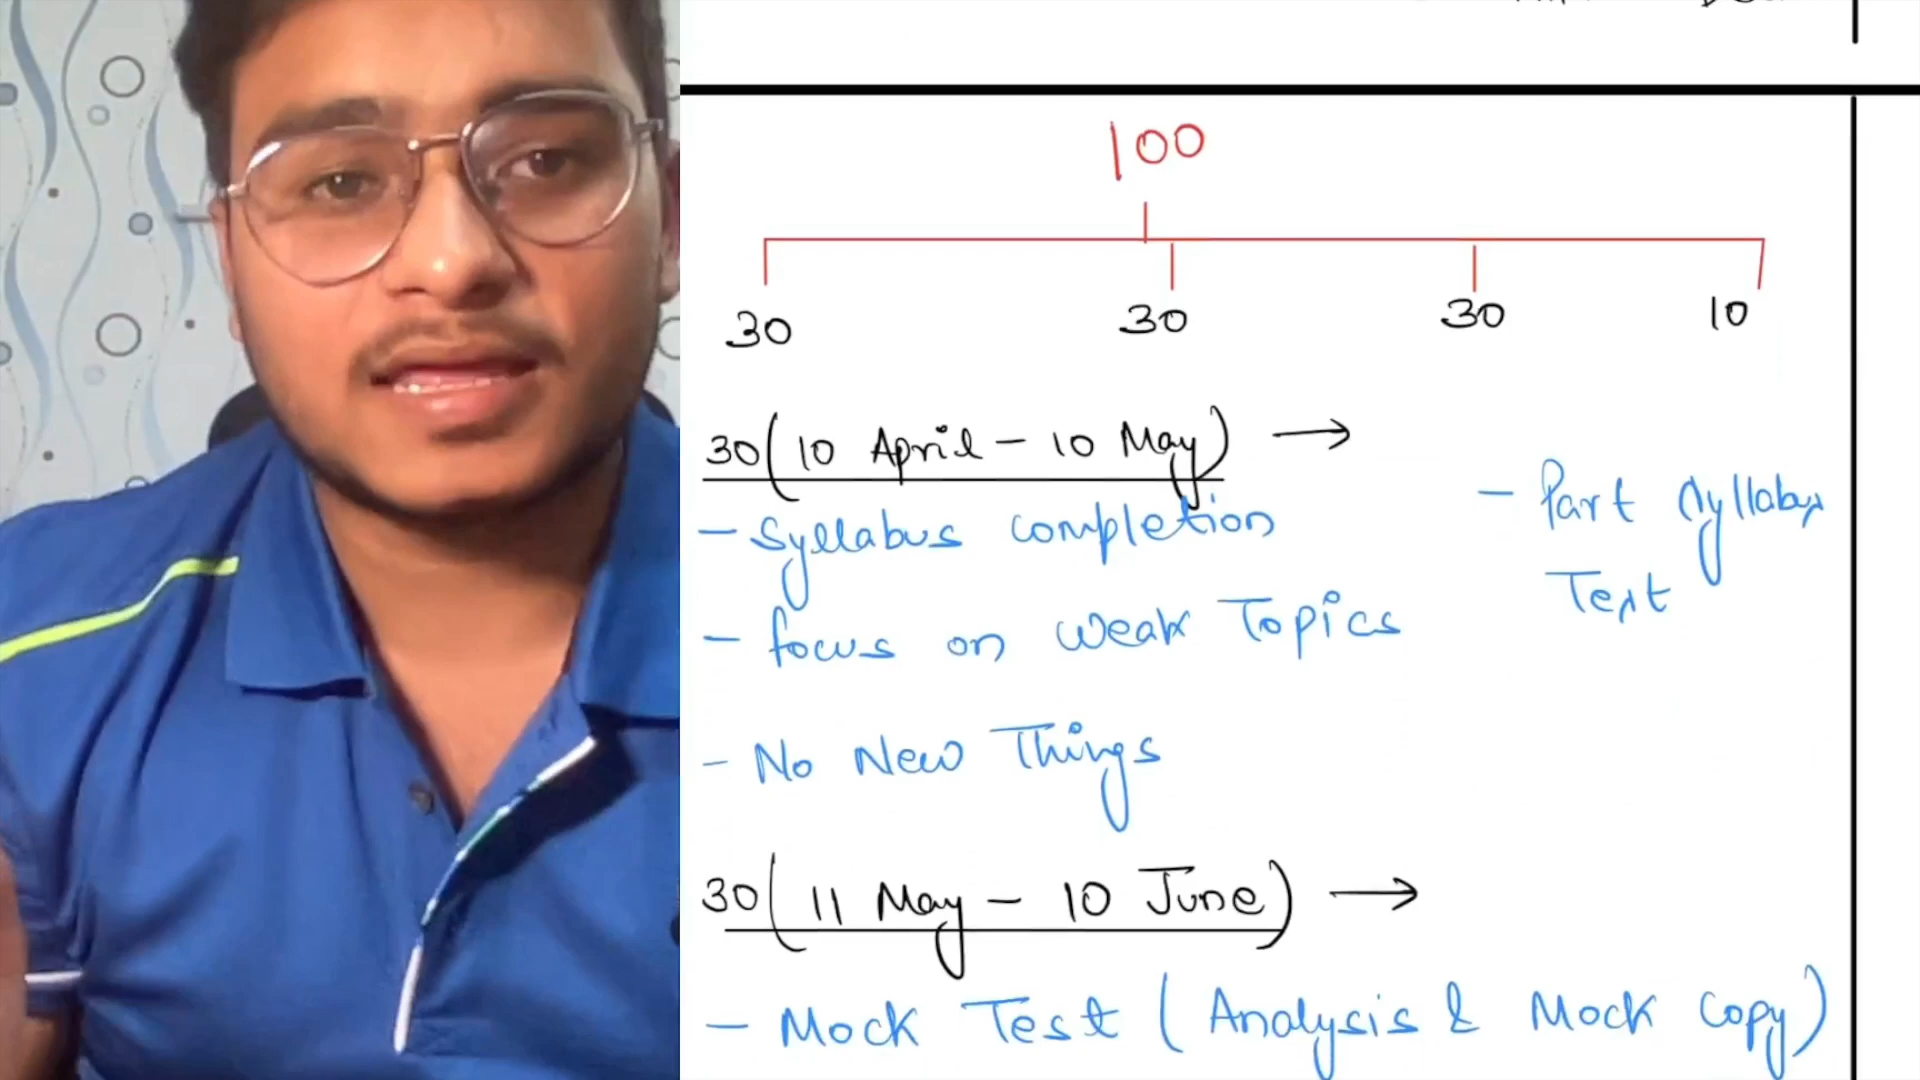 100
30 30 30 10
30 (10 April - 10 May) →
- Syllabus completion
- Part Syllabus
Test
- focus on weak Topics
- No New Things
30 (11 May - 10 June) →
- Mock Test (Analysis & Mock Copy)